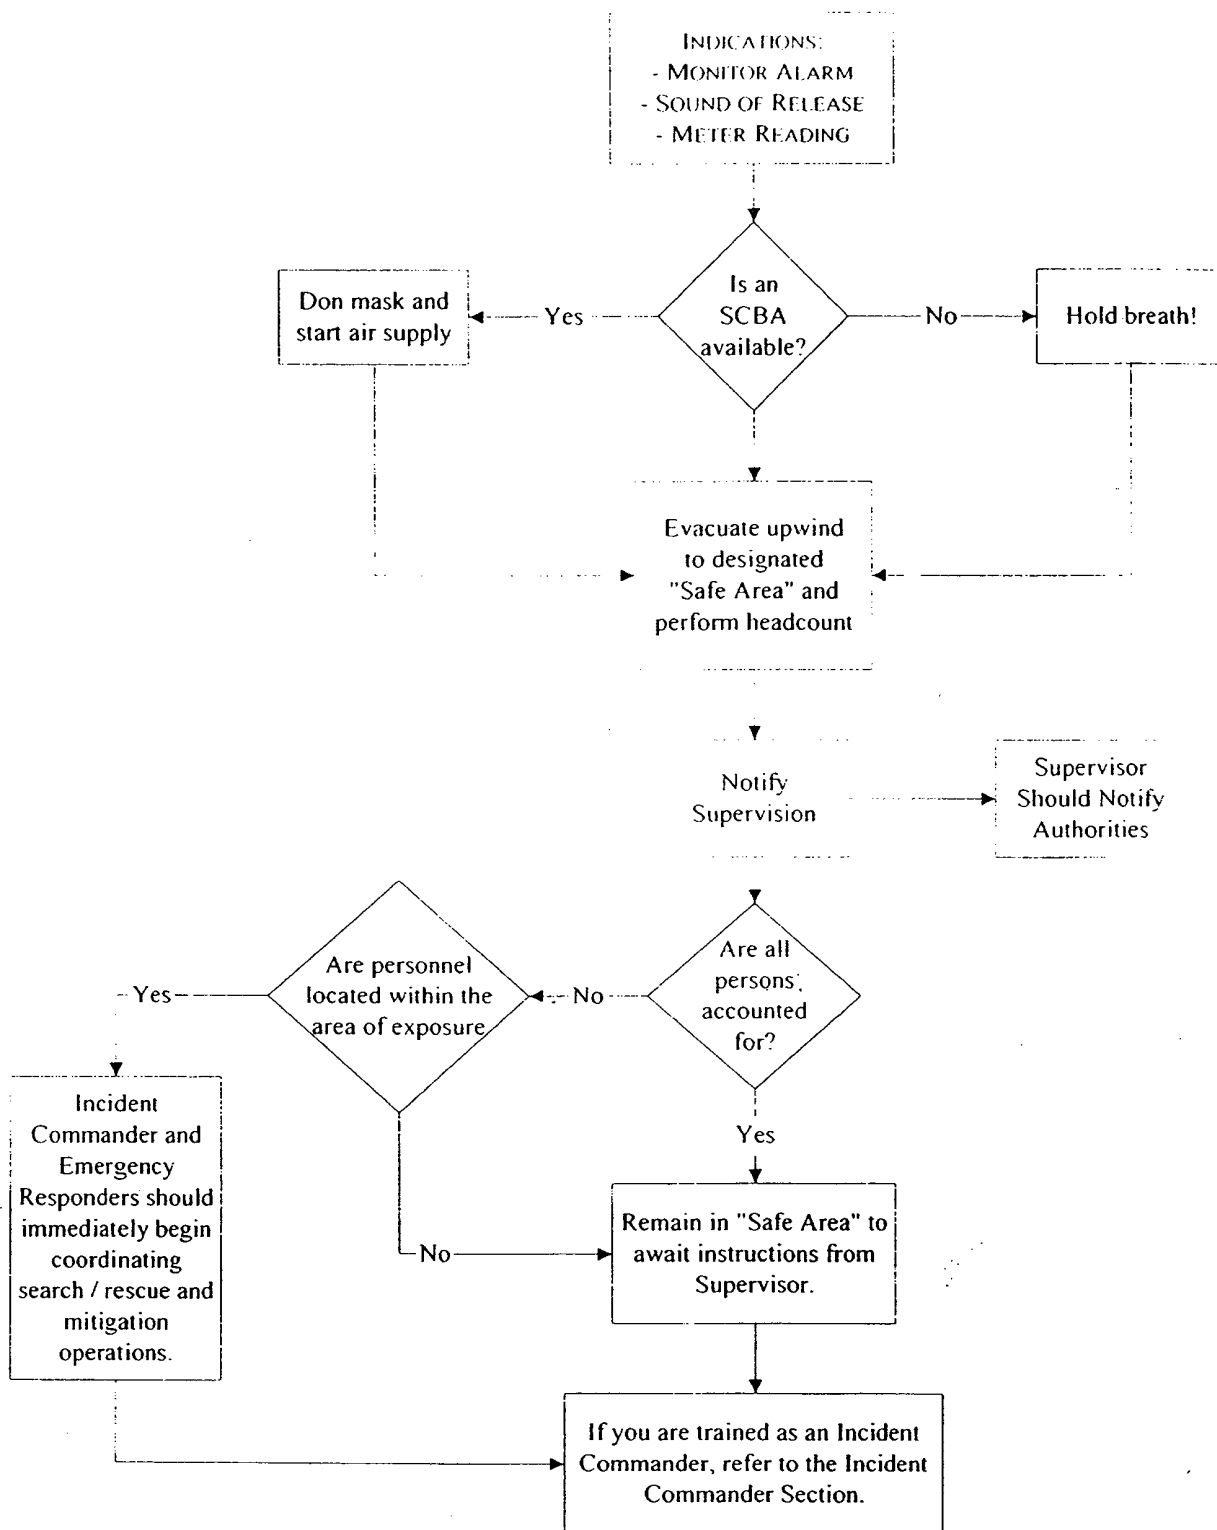 INDICATIONS:
- MONITOR ALARM
- SOUND OF RELEASE
- METER READING
Is an
SCBA
available?
Yes
No
Don mask and
start air supply
Hold breath!
Evacuate upwind
to designated
"Safe Area" and
perform headcount
Notify
Supervision
Supervisor
Should Notify
Authorities
Are all
persons
accounted
for?
No
Yes
Are personnel
located within the
area of exposure
Yes
No
Incident
Commander and
Emergency
Responders should
immediately begin
coordinating
search / rescue and
mitigation
operations.
Remain in "Safe Area" to
await instructions from
Supervisor.
If you are trained as an Incident
Commander, refer to the Incident
Commander Section.